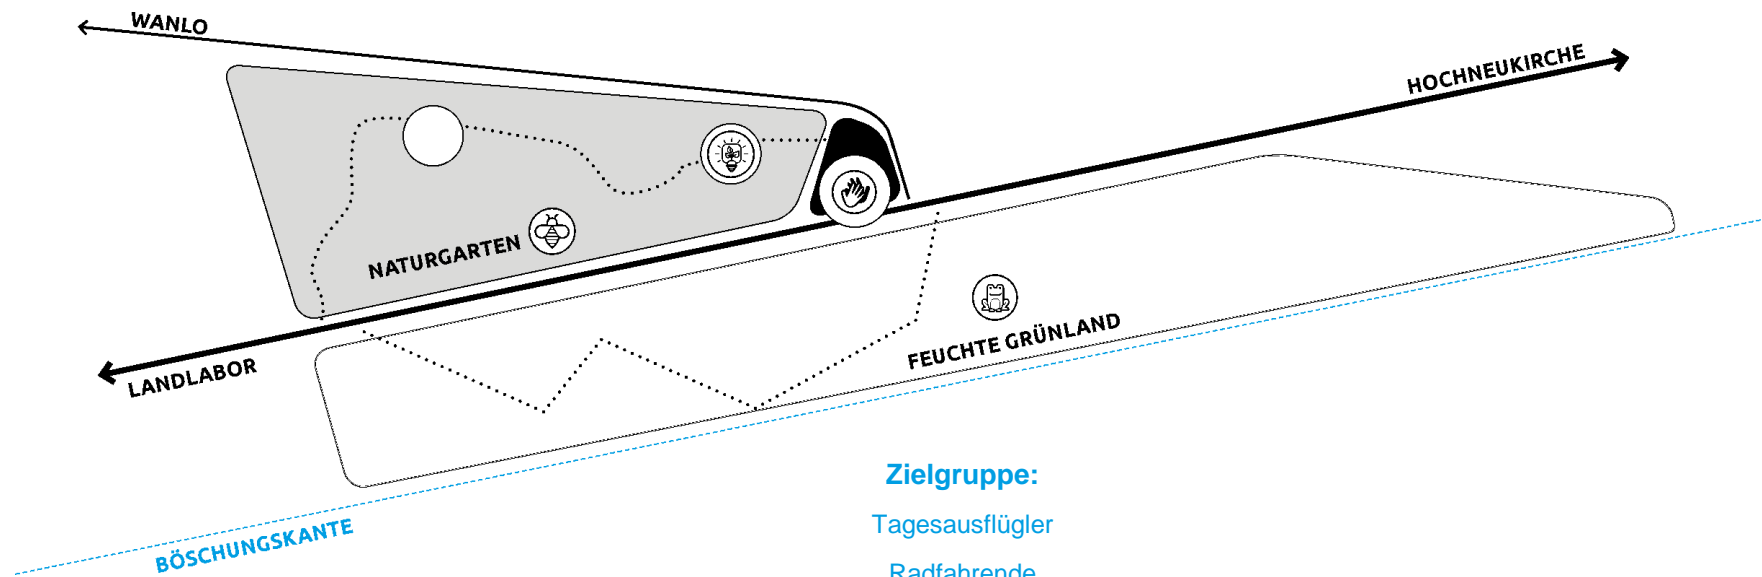 WANLO
HOCHNEUKIRCHE
NATURGARTEN
FEUCHTE GRÜNLAND
LANDLABOR
BÖSCHUNGSKANTE
Zielgruppe:
Tagesausflügler
Radfahrende